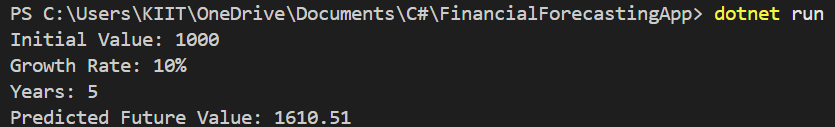 PS C:\Users\KIIT\OneDrive\Documents\C#\FinancialForecastingApp> dotnet run
Initial Value: 1000
Growth Rate: 10%
Years: 5
Predicted Future Value: 1610.51